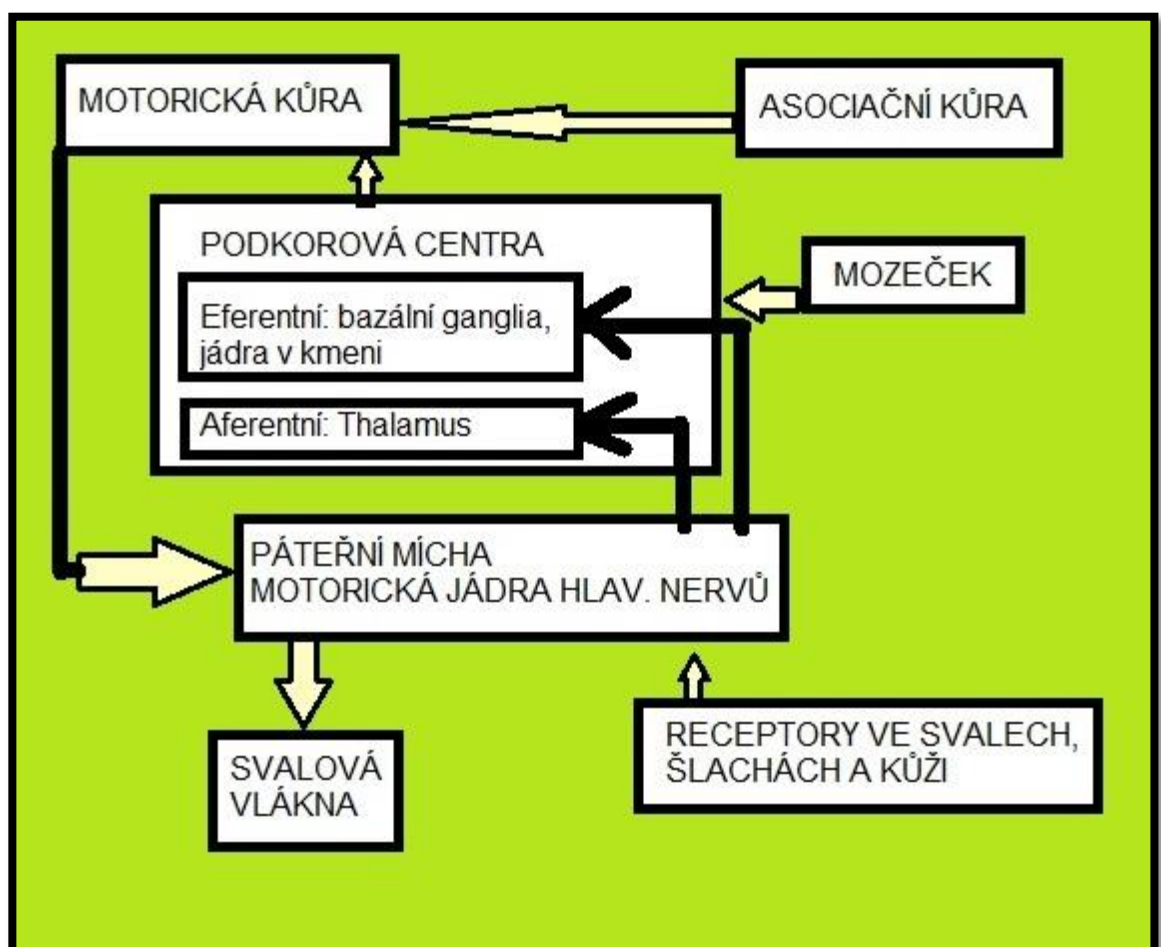 MOTORICKÁ KŮRA
ASOCIAČNÍ KŮRA
PODKOROVÁ CENTRA
MOZEČEK
Eferentní: bazální ganglia,
jádra v kmeni
Aferentní: Thalamus
PÁTEŘNÍ MÍCHA
MOTORICKÁ JÁDRA HLAV. NERVŮ
RECEPTORY VE SVALECH,
ŠLACHÁCH A KŮŽI
SVALOVÁ
VLÁKNA